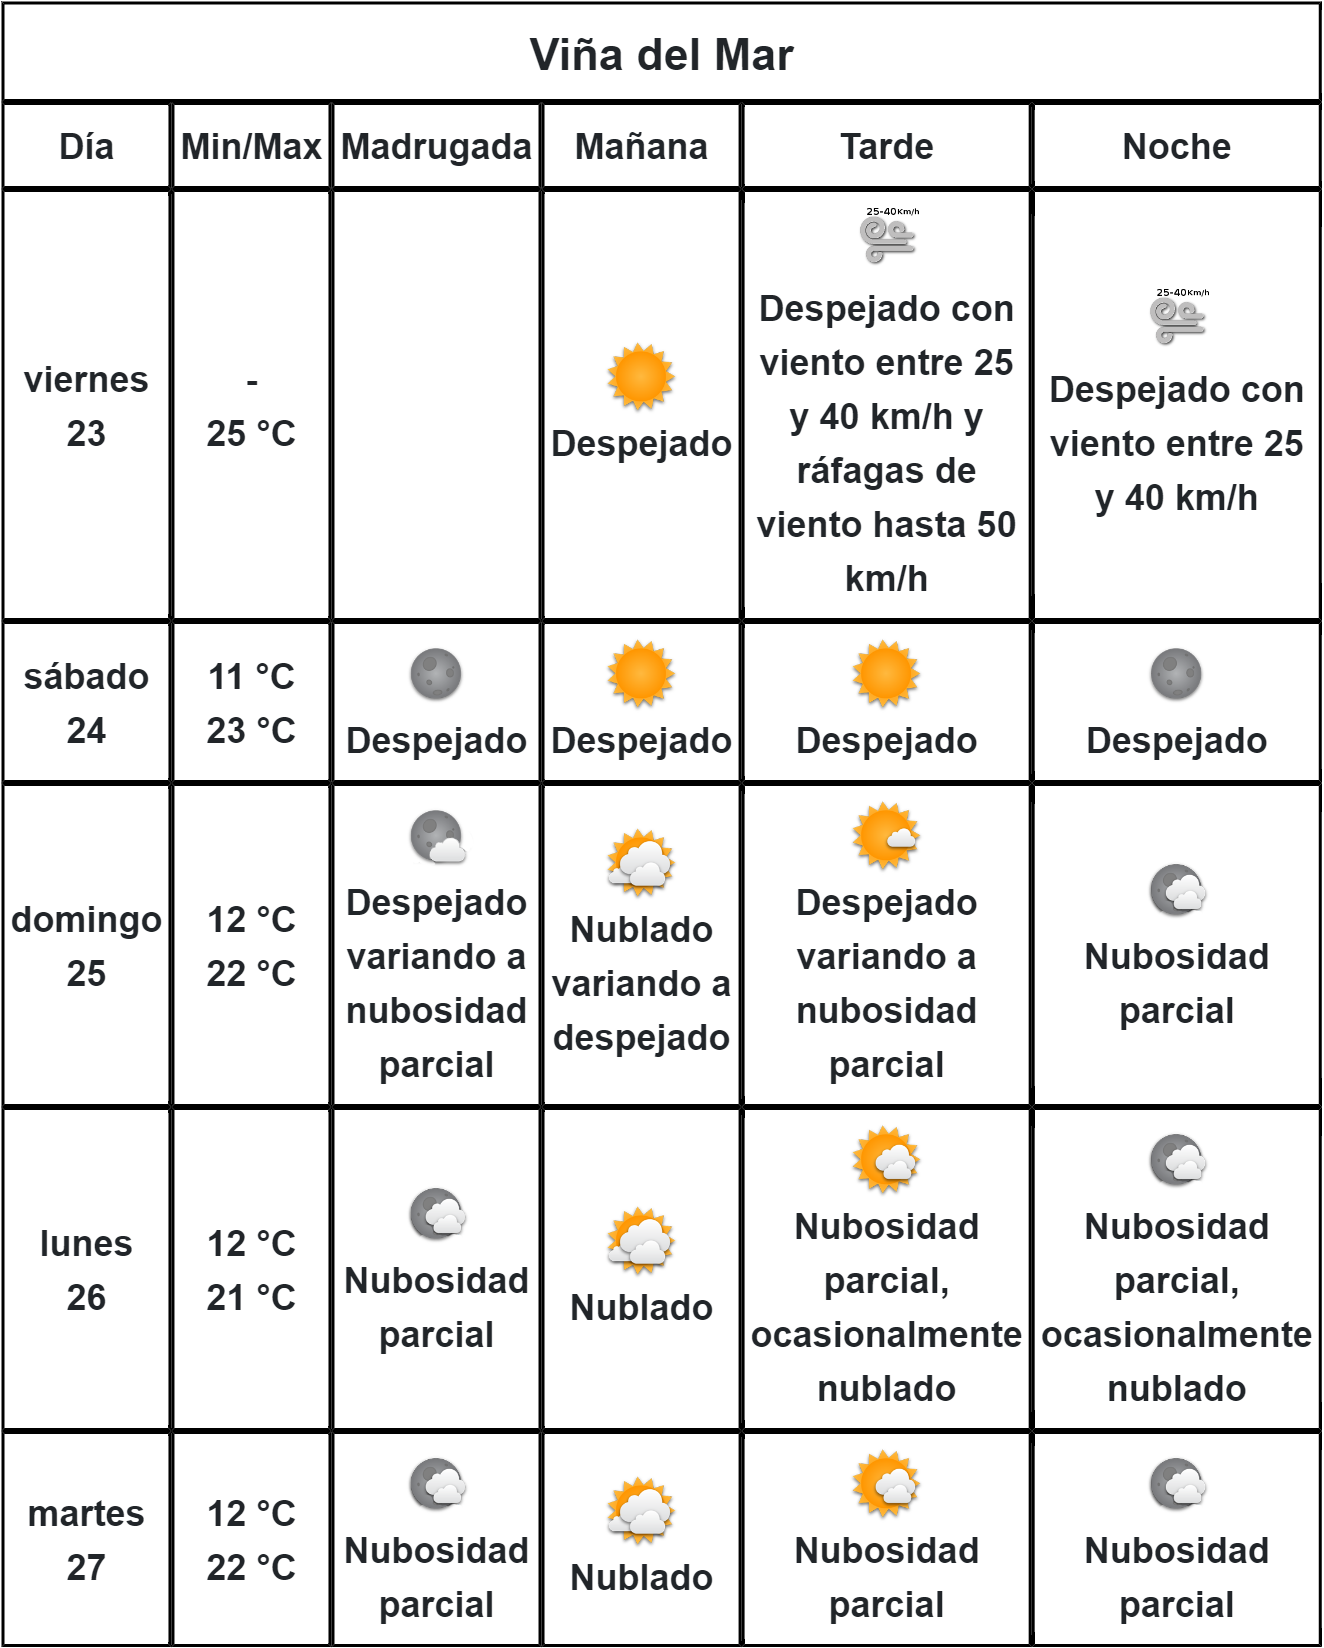 Viña del Mar
Día Min/Max Madrugada Mañana Tarde Noche
viernes
23
-
25 °C
Despejado
25-40Km/h
Despejado con
viento entre 25
y 40 km/h y
ráfagas de
viento hasta 50
km/h
25-40Km/h
Despejado con
viento entre 25
y 40 km/h
sábado
24
11 °C
23 °C
Despejado
Despejado
Despejado
Despejado
domingo
25
12 °C
22 °C
Despejado
variando a
nubosidad
parcial
Nublado
variando a
despejado
Despejado
variando a
nubosidad
parcial
Nubosidad
parcial
lunes
26
12 °C
21 °C
Nubosidad
parcial
Nublado
Nubosidad
parcial,
ocasionalmente
nublado
Nubosidad
parcial,
ocasionalmente
nublado
martes
27
12 °C
22 °C
Nubosidad
parcial
Nublado
Nubosidad
parcial
Nubosidad
parcial